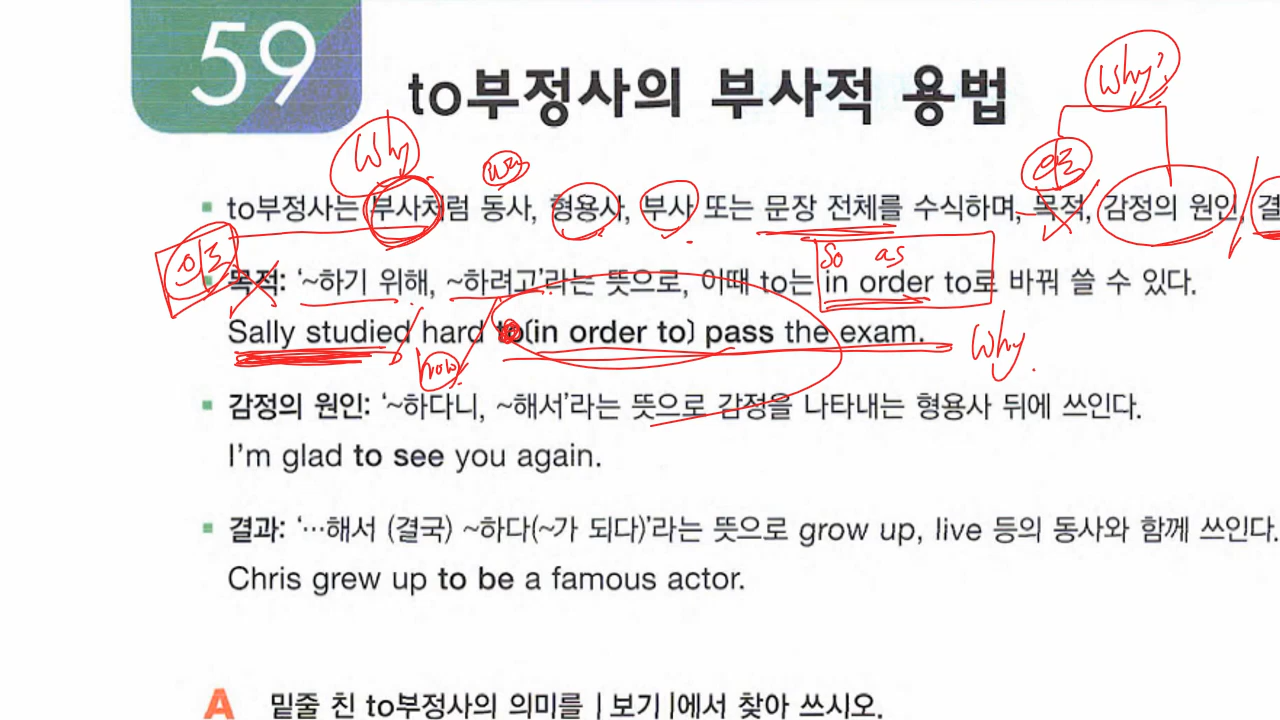 59
to부정사의 부사적 용법
Why?
Why
의도
to부정사는 부사처럼 동사, 형용사, 부사 또는 문장 전체를 수식하며, 목적, 감정의 원인, 결
의도
so as
목적: ‘~하기 위해, ~하려고’라는 뜻으로, 이때 to는 in order to로 바꿔 쓸 수 있다.
Sally studied hard to(in order to) pass the exam.
Why.
how
감정의 원인: ‘~하다니, ~해서’라는 뜻으로 감정을 나타내는 형용사 뒤에 쓰인다.
I'm glad to see you again.
결과: ‘…해서 (결국) ~하다(~가 되다)’라는 뜻으로 grow up, live 등의 동사와 함께 쓰인다.
Chris grew up to be a famous actor.
A 밑줄 친 to부정사의 의미를 | 보기 |에서 찾아 쓰시오.